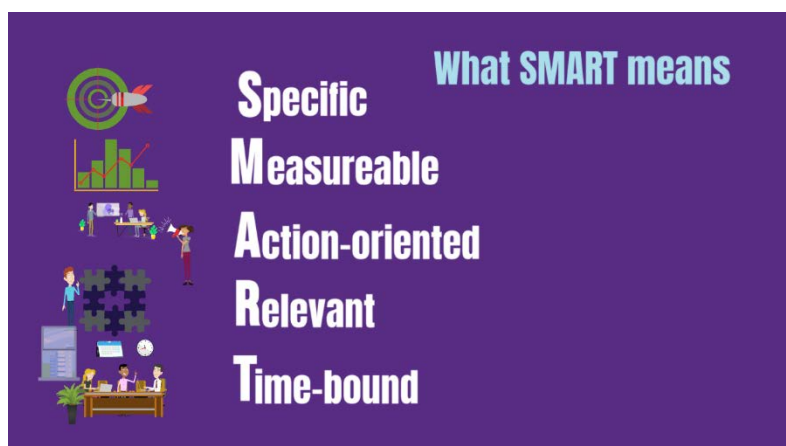 What SMART means
Specific
Measureable
Action-oriented
Relevant
Time-bound